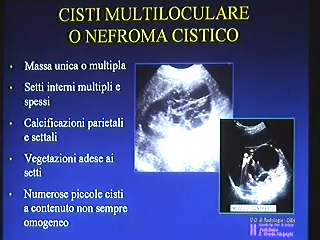 CISTI MULTILOCULARE
O NEFROMA CISTICO
• Massa unica o multipla
• Setti interni multipli e
spessi
• Calcificazioni parietali
e settali
• Vegetazioni adese ai
setti
• Numerose piccole cisti
a contenuto non sempre
omogeneo